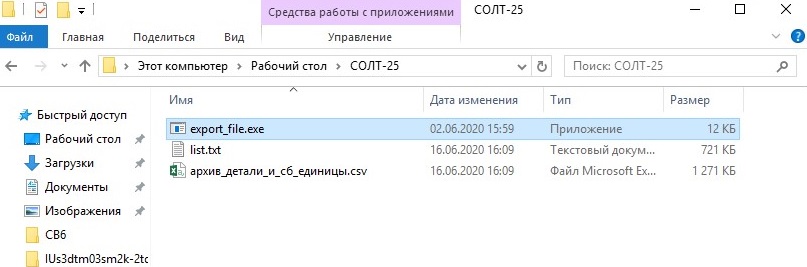 Средства работы с приложениями СОЛТ-25
Файл Главная Поделиться Вид Управление
Этот компьютер > Рабочий стол > СОЛТ-25 Поиск: СОЛТ-25
Имя Дата изменения Тип Размер
Быстрый доступ
export_file.exe 02.06.2020 15:59 Приложение 12 КБ
Рабочий стол
list.txt 16.06.2020 16:09 Текстовый докум... 721 КБ
Загрузки
архив_детали_и_сб_единицы.csv 16.06.2020 16:09 Файл Microsoft Ex... 1 271 КБ
Документы
Изображения
СВ6
IUs3dtm03sm2k-2tc